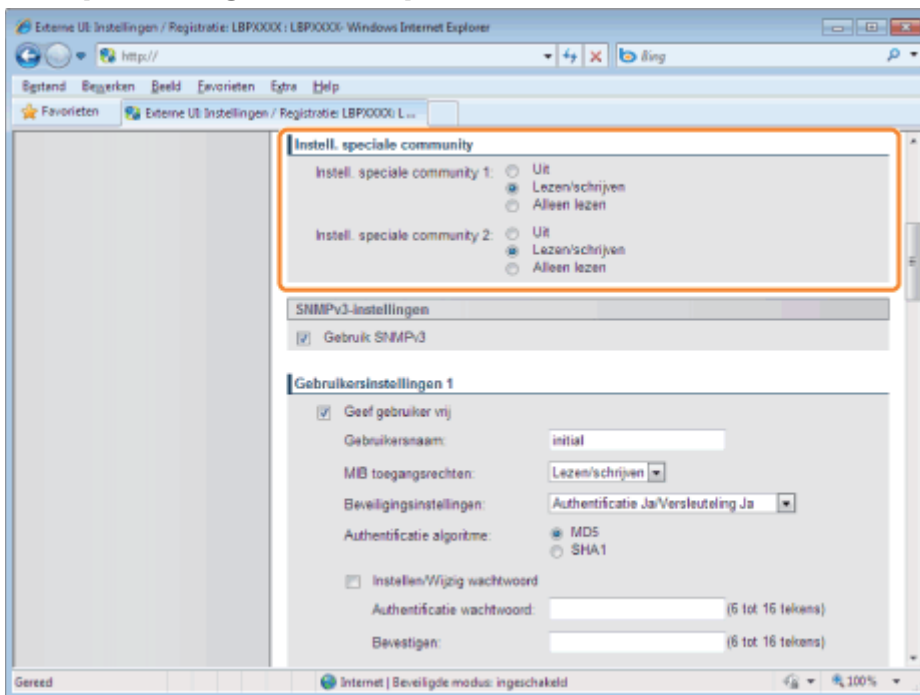 Externe UI: Instellingen / Registratie: LBPXXXX : LBPXXXX- Windows Internet Explorer
http://
Bing
Bestand Bewerken Beeld Favorieten Extra Help
Favorieten Externe UI: Instellingen / Registratie: LBPXXXX: L...
Instell. speciale community
Instell. speciale community 1: Uit
Lezen/schrijven
Alleen lezen
Instell. speciale community 2: Uit
Lezen/schrijven
Alleen lezen
SNMPv3-instellingen
Gebruik SNMPv3
Gebruikersinstellingen 1
Geef gebruiker vrij
Gebruikersnaam: initial
MIB toegangsrechten: Lezen/schrijven
Beveiligingsinstellingen: Authentificatie Ja/Versleuteling Ja
Authentificatie algoritme: MD5
SHA1
Instellen/Wijzig wachtwoord
Authentificatie wachtwoord: (6 tot 16 tekens)
Bevestigen: (6 tot 16 tekens)
Gereed Internet | Beveiligde modus: ingeschakeld 100%